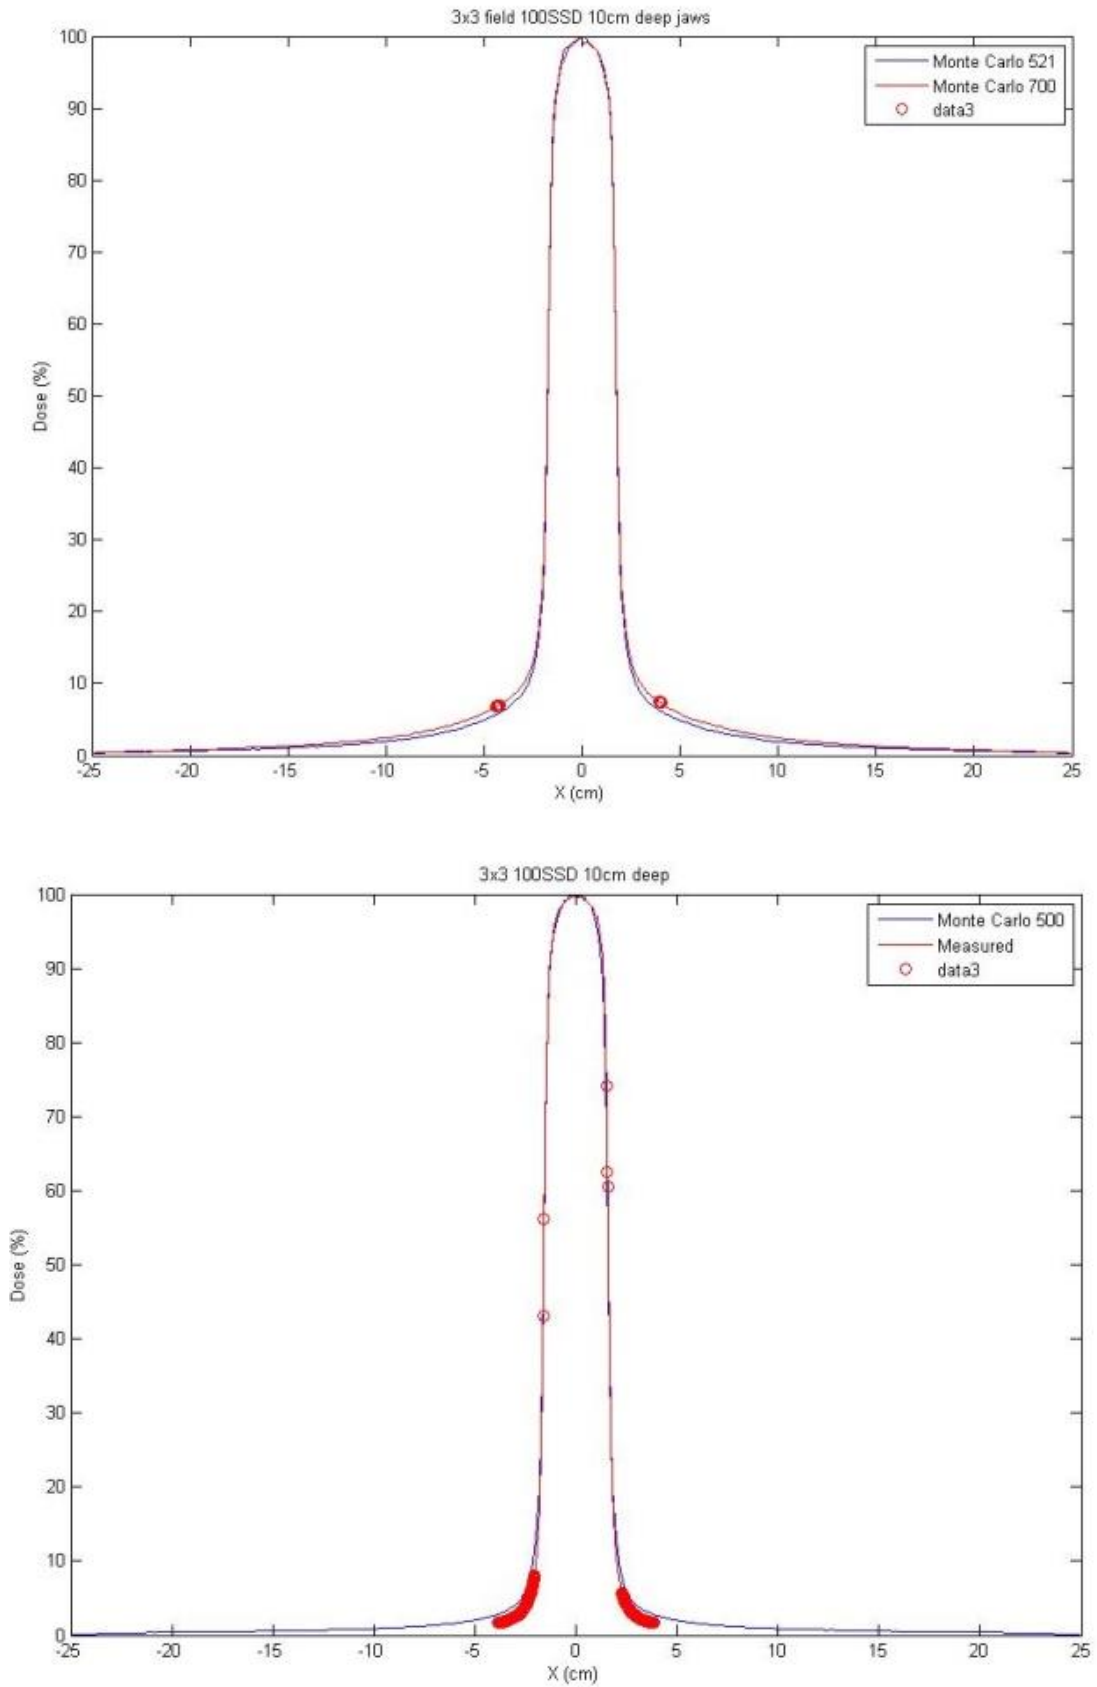 3x3 field 100SSD 10cm deep jaws
Monte Carlo 521
Monte Carlo 700
data3
100
90
80
70
60
50
40
30
20
10
0
Dose (%)
-25 -20 -15 -10 -5 0 5 10 15 20 25
X (cm)
3x3 100SSD 10cm deep
Monte Carlo 500
Measured
data3
100
90
80
70
60
50
40
30
20
10
0
Dose (%)
-25 -20 -15 -10 -5 0 5 10 15 20 25
X (cm)